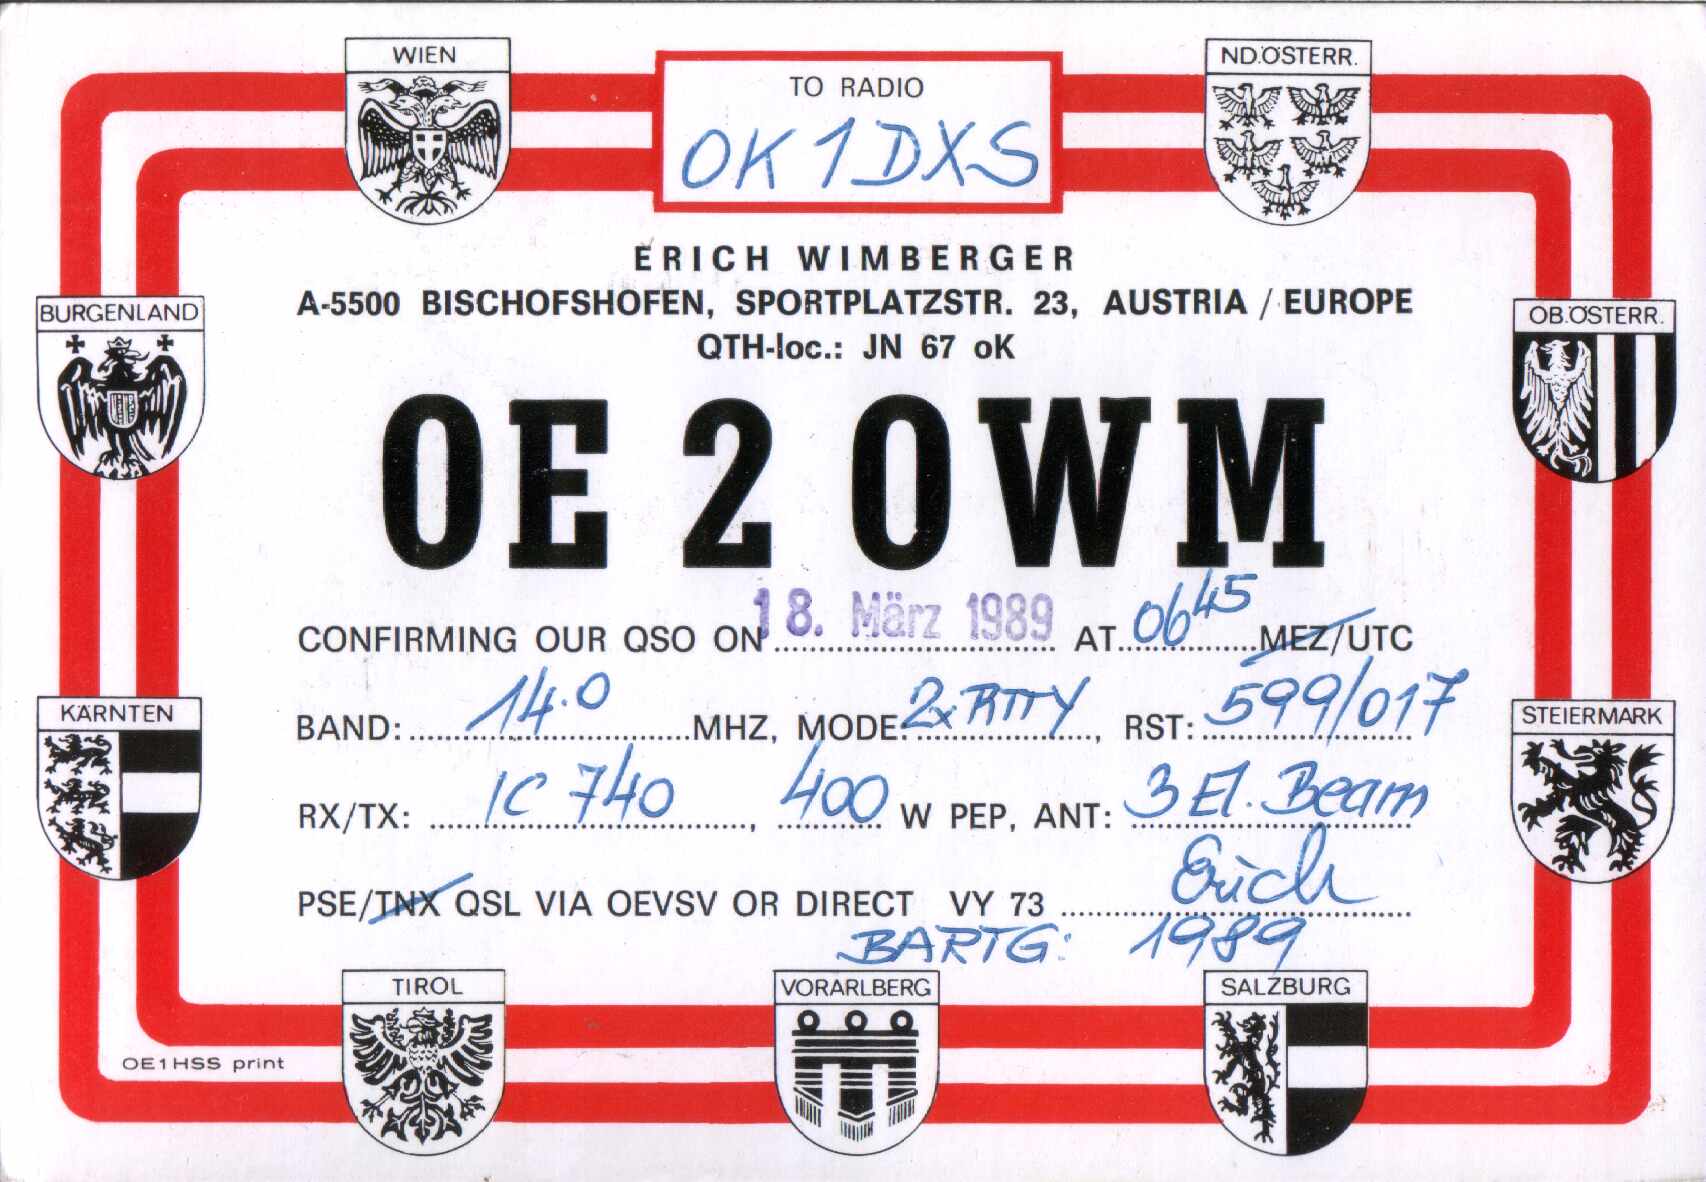 WIEN
TO RADIO
ND.ÖSTERR.
OK1DXS
ERICH WIMBERGER
A-5500 BISCHOFSHOFEN, SPORTPLATZSTR. 23, AUSTRIA / EUROPE
BURGENLAND
OB.ÖSTERR.
QTH-loc.: JN 67 oK
OE 2 OWM
CONFIRMING OUR QSO ON 18. März 1989 AT 0645 MEZ/UTC
BAND: 14.0 MHZ, MODE: 2x RTTY, RST: 599/017
KÄRNTEN
STEIERMARK
RX/TX: IC 740, 400 W PEP, ANT: 3 El. Beam
PSE/TNX QSL VIA OEVSV OR DIRECT VY 73 Erich
BARTG: 1989
TIROL
VORARLBERG
SALZBURG
OE1HSS print